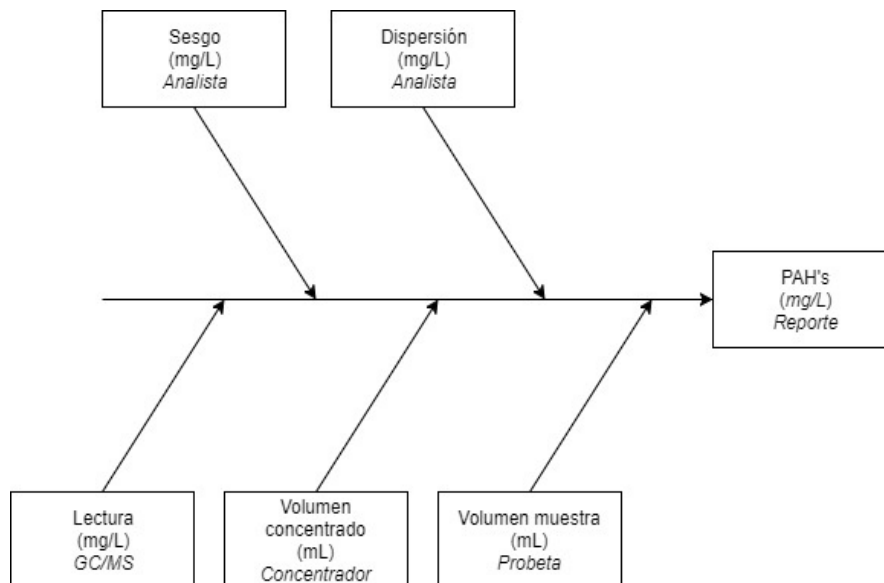 Sesgo
(mg/L)
Analista
Dispersión
(mg/L)
Analista
PAH's
(mg/L)
Reporte
Lectura
(mg/L)
GC/MS
Volumen
concentrado
(mL)
Concentrador
Volumen muestra
(mL)
Probeta